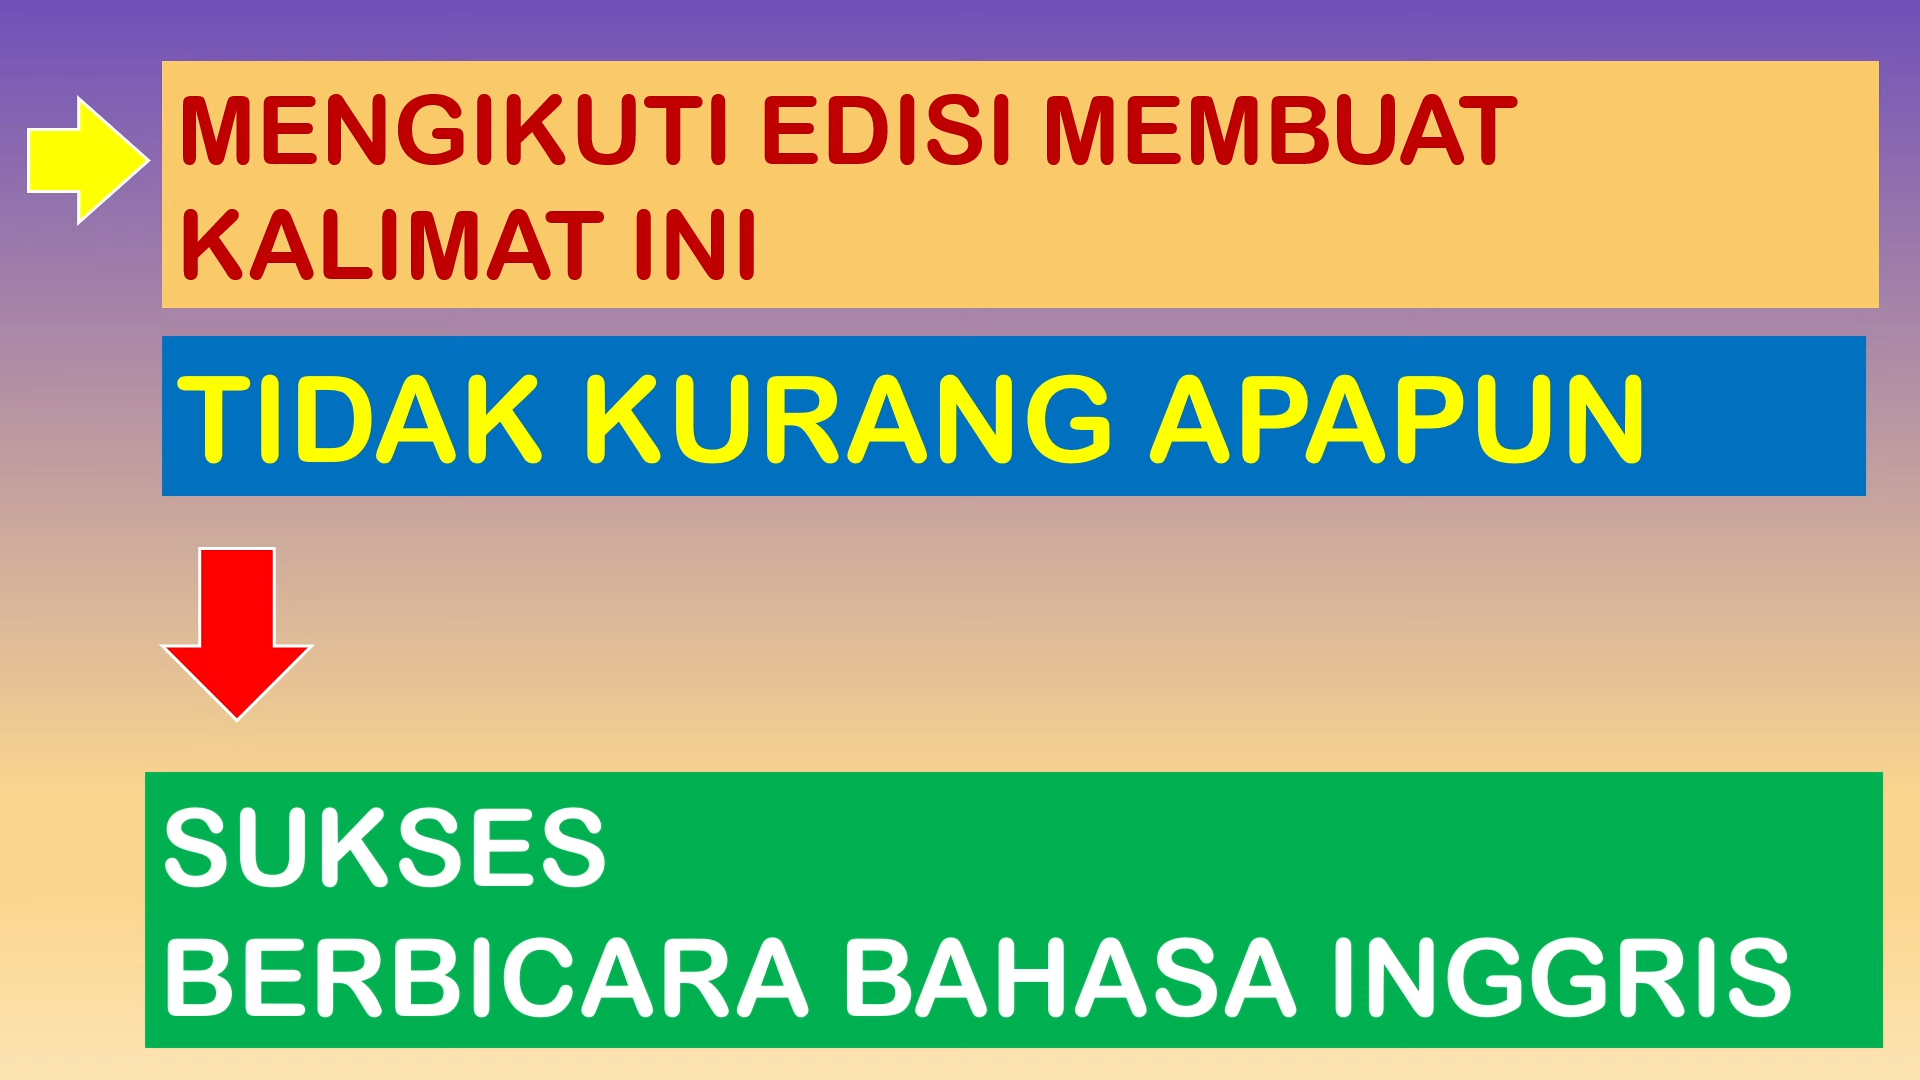 MENGIKUTI EDISI MEMBUAT
KALIMAT INI
TIDAK KURANG APAPUN
SUKSES
BERBICARA BAHASA INGGRIS